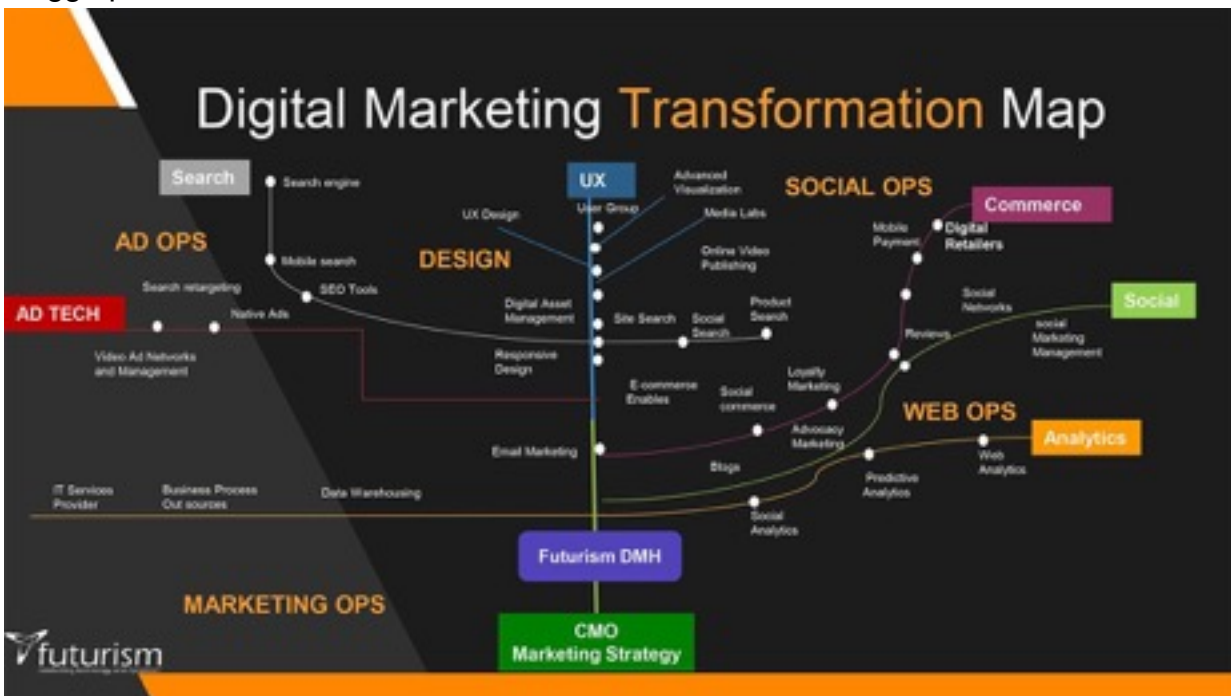 Digital Marketing Transformation Map
Search
Search engine
UX
User Group
Advanced
Visualization
SOCIAL OPS
Commerce
UX Design
Media Labs
Mobile
Payment
Digital
Retailers
AD OPS
DESIGN
Mobile search
Online Video
Publishing
Search retargeting
SEO Tools
Digital Asset
Management
Site Search
Social
Search
Product
Search
Social
Networks
Social
AD TECH
Native Ads
Reviews
social
Marketing
Management
Video Ad Networks
and Management
Responsive
Design
E-commerce
Enables
Social
commerce
Loyalty
Marketing
WEB OPS
Email Marketing
Advocacy
Marketing
Analytics
Blogs
Predictive
Analytics
Web
Analytics
IT Services
Provider
Business Process
Out sources
Data Warehousing
Social
Analytics
Futurism DMH
MARKETING OPS
CMO
Marketing Strategy
futurism